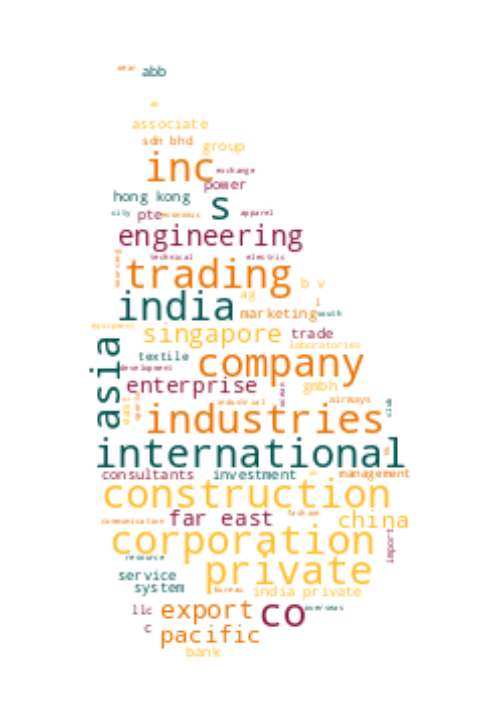 abb
associate
sdn bhd
group
inc
exchange
power
hong kong
s
city
pte
economic
apparel
engineering
technical
electric
trading
b v
india
ag
l
marketing
south
equipment
singapore
trade
laboratories
asia
textile
company
development
enterprise
gmbh
industrial
airways
industries
club
international
consultants
investment
management
construction
communication
far east
fashion
china
corporation
import
resource
private
service
system
bureau
india private
llc
export
co
overseas
c
pacific
bank